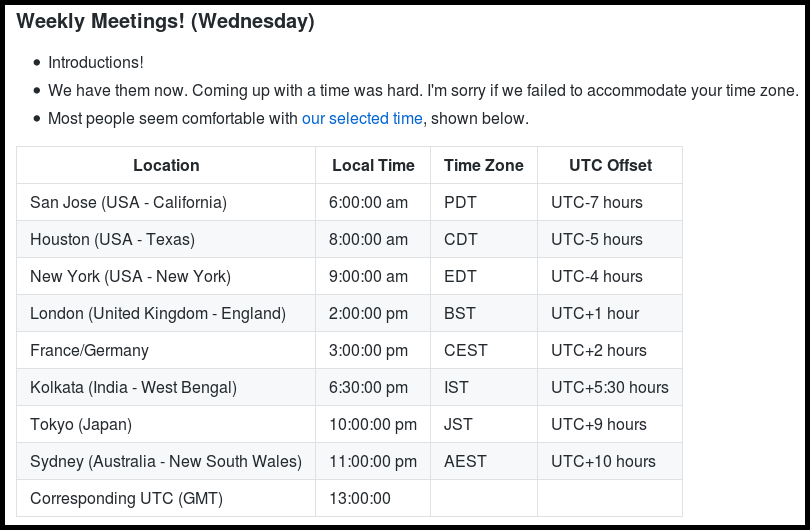 Weekly Meetings! (Wednesday)
• Introductions!
• We have them now. Coming up with a time was hard. I'm sorry if we failed to accommodate your time zone.
• Most people seem comfortable with our selected time, shown below.
Location Local Time Time Zone UTC Offset
San Jose (USA - California) 6:00:00 am PDT UTC-7 hours
Houston (USA - Texas) 8:00:00 am CDT UTC-5 hours
New York (USA - New York) 9:00:00 am EDT UTC-4 hours
London (United Kingdom - England) 2:00:00 pm BST UTC+1 hour
France/Germany 3:00:00 pm CEST UTC+2 hours
Kolkata (India - West Bengal) 6:30:00 pm IST UTC+5:30 hours
Tokyo (Japan) 10:00:00 pm JST UTC+9 hours
Sydney (Australia - New South Wales) 11:00:00 pm AEST UTC+10 hours
Corresponding UTC (GMT) 13:00:00